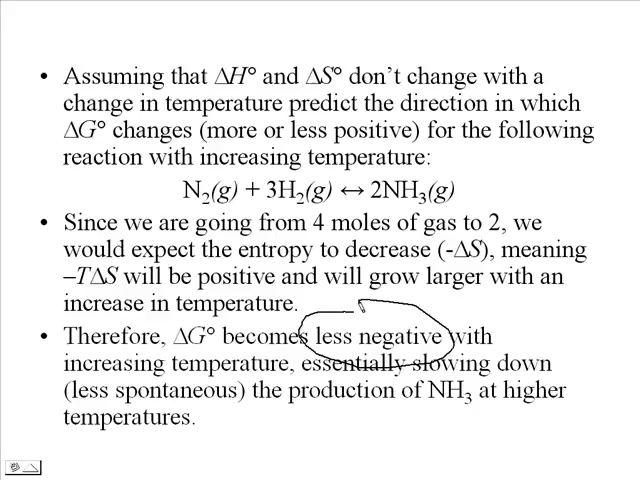 • Assuming that ΔH° and ΔS° don't change with a
change in temperature predict the direction in which
ΔG° changes (more or less positive) for the following
reaction with increasing temperature:
N₂(g) + 3H₂(g) ↔ 2NH₃(g)
• Since we are going from 4 moles of gas to 2, we
would expect the entropy to decrease (-ΔS), meaning
–TΔS will be positive and will grow larger with an
increase in temperature.
• Therefore, ΔG° becomes less negative with
increasing temperature, essentially slowing down
(less spontaneous) the production of NH₃ at higher
temperatures.